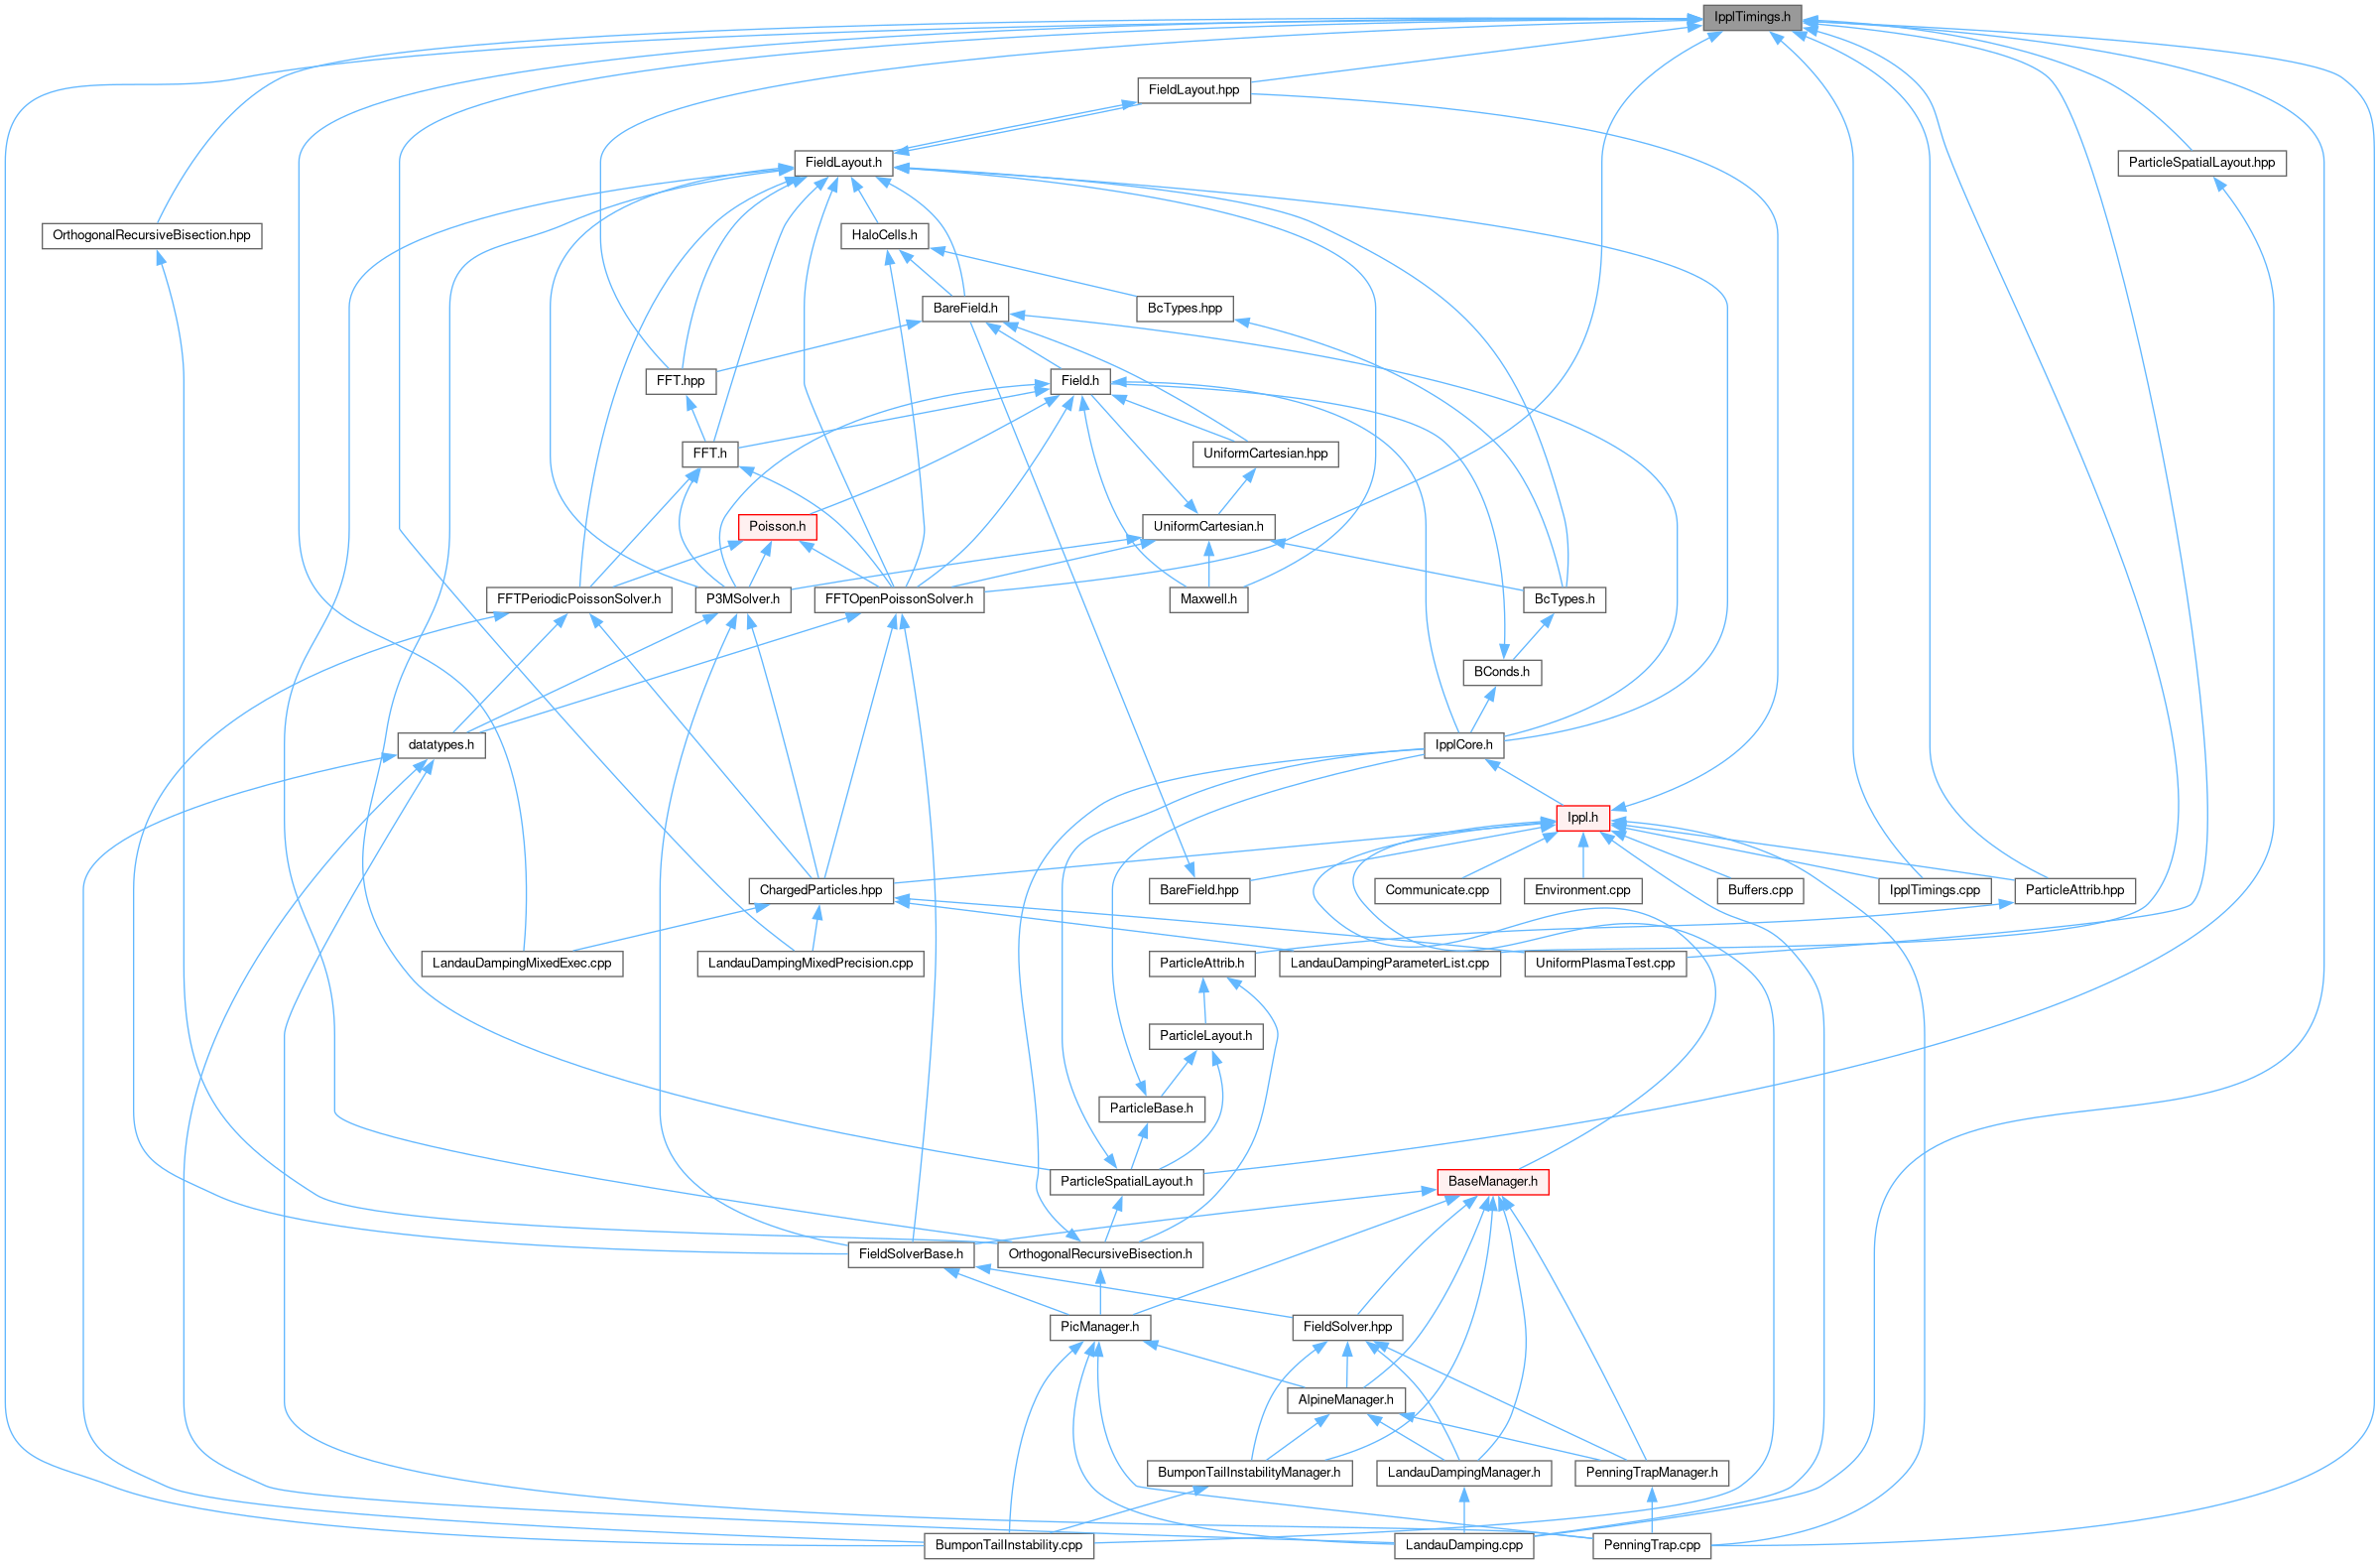 IpplTimings.h
FieldLayout.hpp
FieldLayout.h
ParticleSpatialLayout.hpp
OrthogonalRecursiveBisection.hpp
HaloCells.h
BareField.h
BcTypes.hpp
FFT.hpp
Field.h
FFT.h
UniformCartesian.hpp
Poisson.h
UniformCartesian.h
FFTPeriodicPoissonSolver.h
P3MSolver.h
FFTOpenPoissonSolver.h
Maxwell.h
BcTypes.h
BConds.h
datatypes.h
IpplCore.h
Ippl.h
ChargedParticles.hpp
BareField.hpp
Communicate.cpp
Environment.cpp
Buffers.cpp
IpplTimings.cpp
ParticleAttrib.hpp
LandauDampingMixedExec.cpp
LandauDampingMixedPrecision.cpp
ParticleAttrib.h
LandauDampingParameterList.cpp
UniformPlasmaTest.cpp
ParticleLayout.h
ParticleBase.h
ParticleSpatialLayout.h
BaseManager.h
FieldSolverBase.h
OrthogonalRecursiveBisection.h
PicManager.h
FieldSolver.hpp
AlpineManager.h
BumponTailInstabilityManager.h
LandauDampingManager.h
PenningTrapManager.h
BumponTailInstability.cpp
LandauDamping.cpp
PenningTrap.cpp